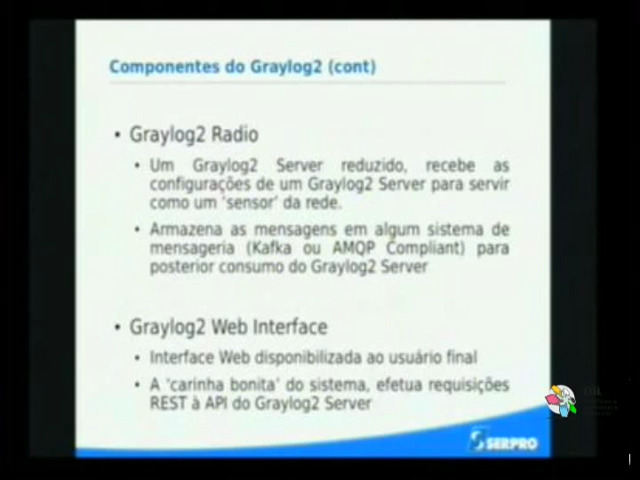 Componentes do Graylog2 (cont)
• Graylog2 Radio
• Um Graylog2 Server reduzido, recebe as
configurações de um Graylog2 Server para servir
como um 'sensor' da rede.
• Armazena as mensagens em algum sistema de
mensageria (Kafka ou AMQP Compliant) para
posterior consumo do Graylog2 Server
• Graylog2 Web Interface
• Interface Web disponibilizada ao usuário final
• A 'carinha bonita' do sistema, efetua requisições
REST à API do Graylog2 Server
SERPRO